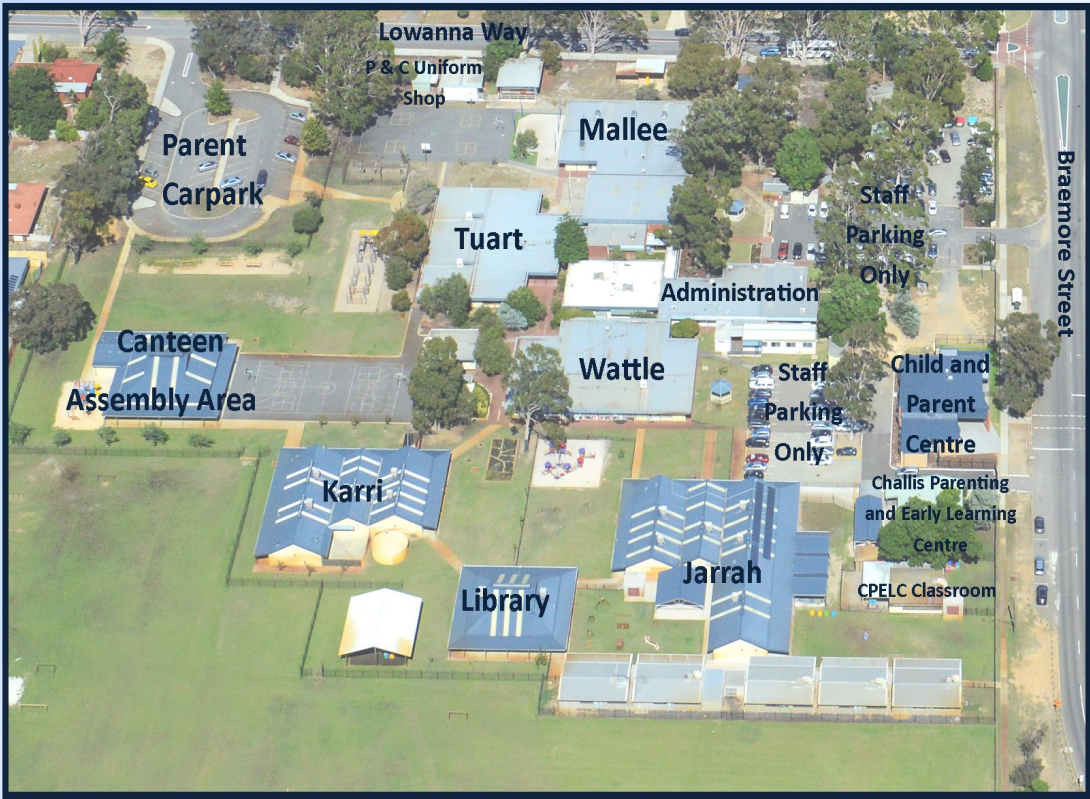 Lowanna Way
P & C Uniform
Shop
Mallee
Parent
Carpark
Staff
Parking
Only
Braemore Street
Tuart
Administration
Canteen
Assembly Area
Wattle
Staff
Parking
Only
Child and
Parent
Centre
Karri
Challis Parenting
and Early Learning
Centre
Jarrah
CPELC Classroom
Library